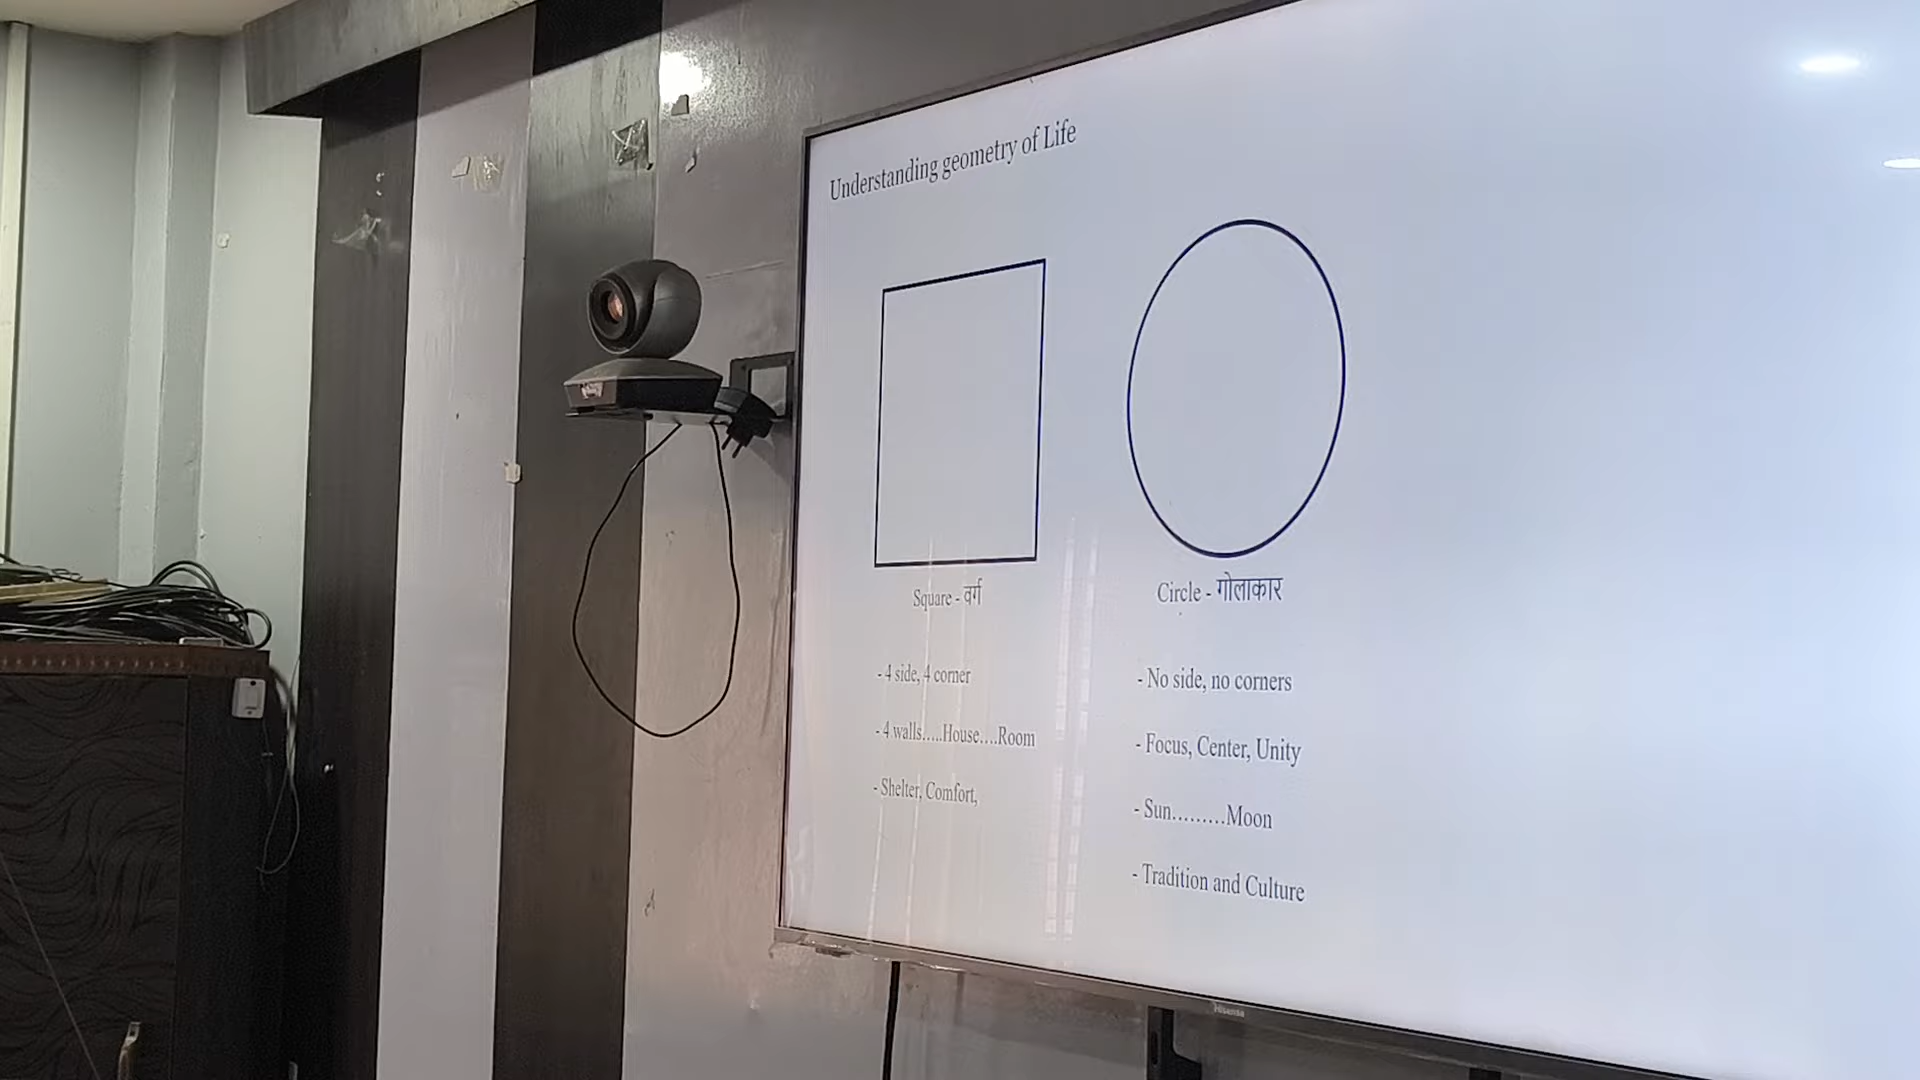 Understanding geometry of Life
Square - वर्ग
- 4 side, 4 corner
- 4 walls.....House....Room
- Shelter, Comfort,
Circle - गोलाकार
- No side, no corners
- Focus, Center, Unity
- Sun.........Moon
- Tradition and Culture
Hisense